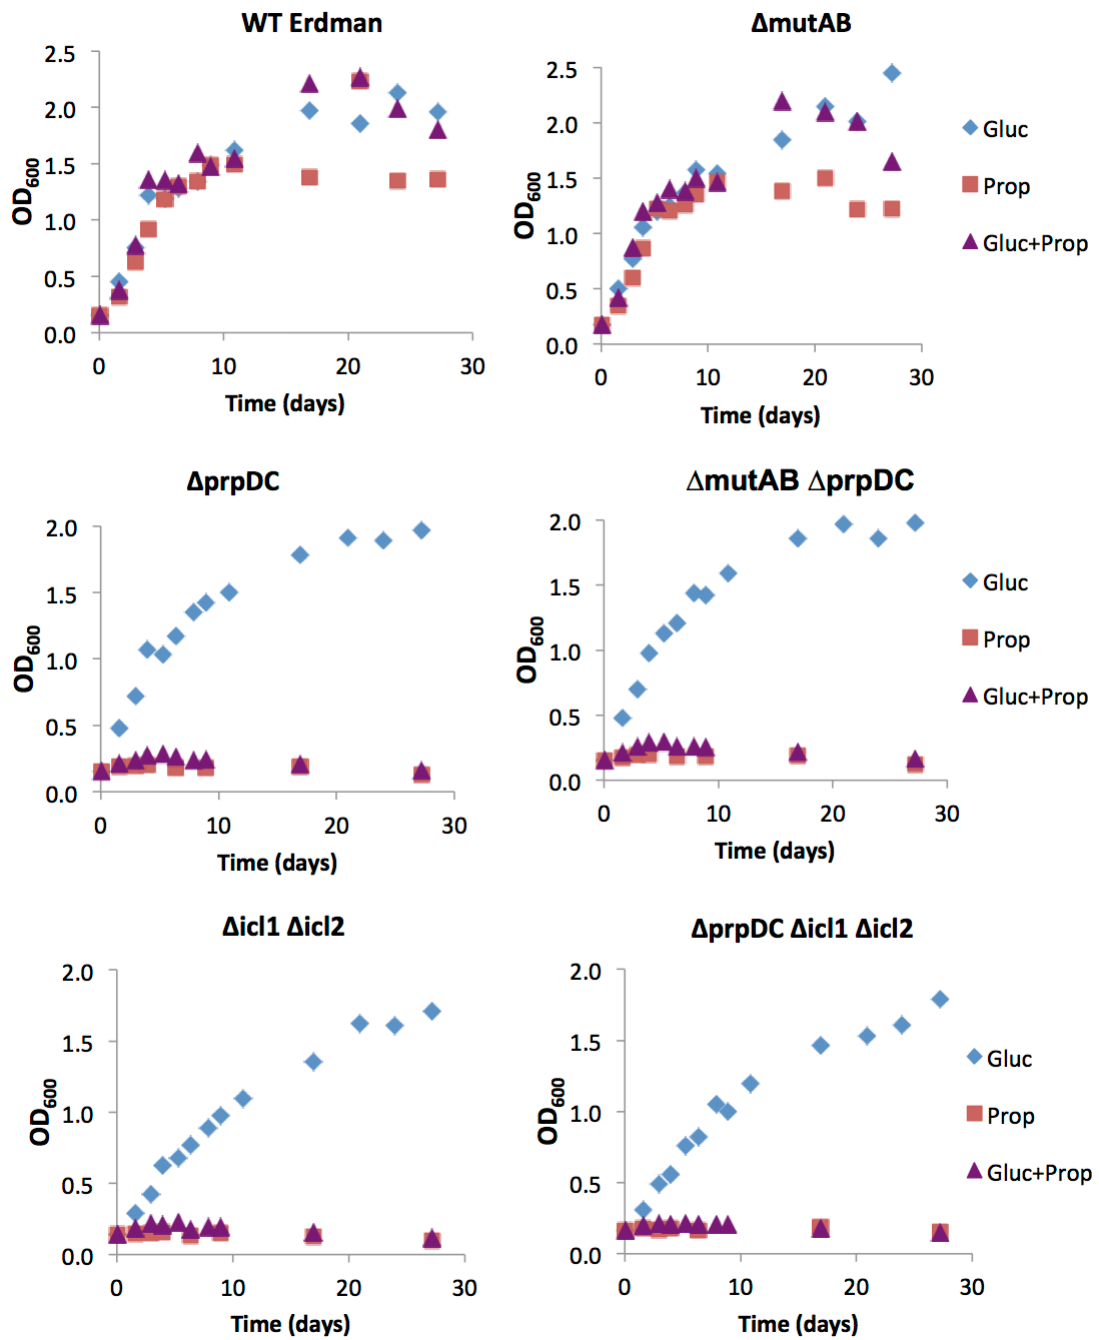 WT Erdman
2.5
2.0
1.5
1.0
0.5
0.0
OD600
0 10 20 30
Time (days)
ΔmutAB
2.5
2.0
1.5
1.0
0.5
0.0
OD600
0 10 20 30
Time (days)
Gluc
Prop
Gluc+Prop
ΔprpDC
2.0
1.5
1.0
0.5
0.0
OD600
0 10 20 30
Time (days)
ΔmutAB ΔprpDC
2.0
1.5
1.0
0.5
0.0
OD600
0 10 20 30
Time (days)
Gluc
Prop
Gluc+Prop
Δicl1 Δicl2
2.0
1.5
1.0
0.5
0.0
OD600
0 10 20 30
Time (days)
ΔprpDC Δicl1 Δicl2
2.0
1.5
1.0
0.5
0.0
OD600
0 10 20 30
Time (days)
Gluc
Prop
Gluc+Prop